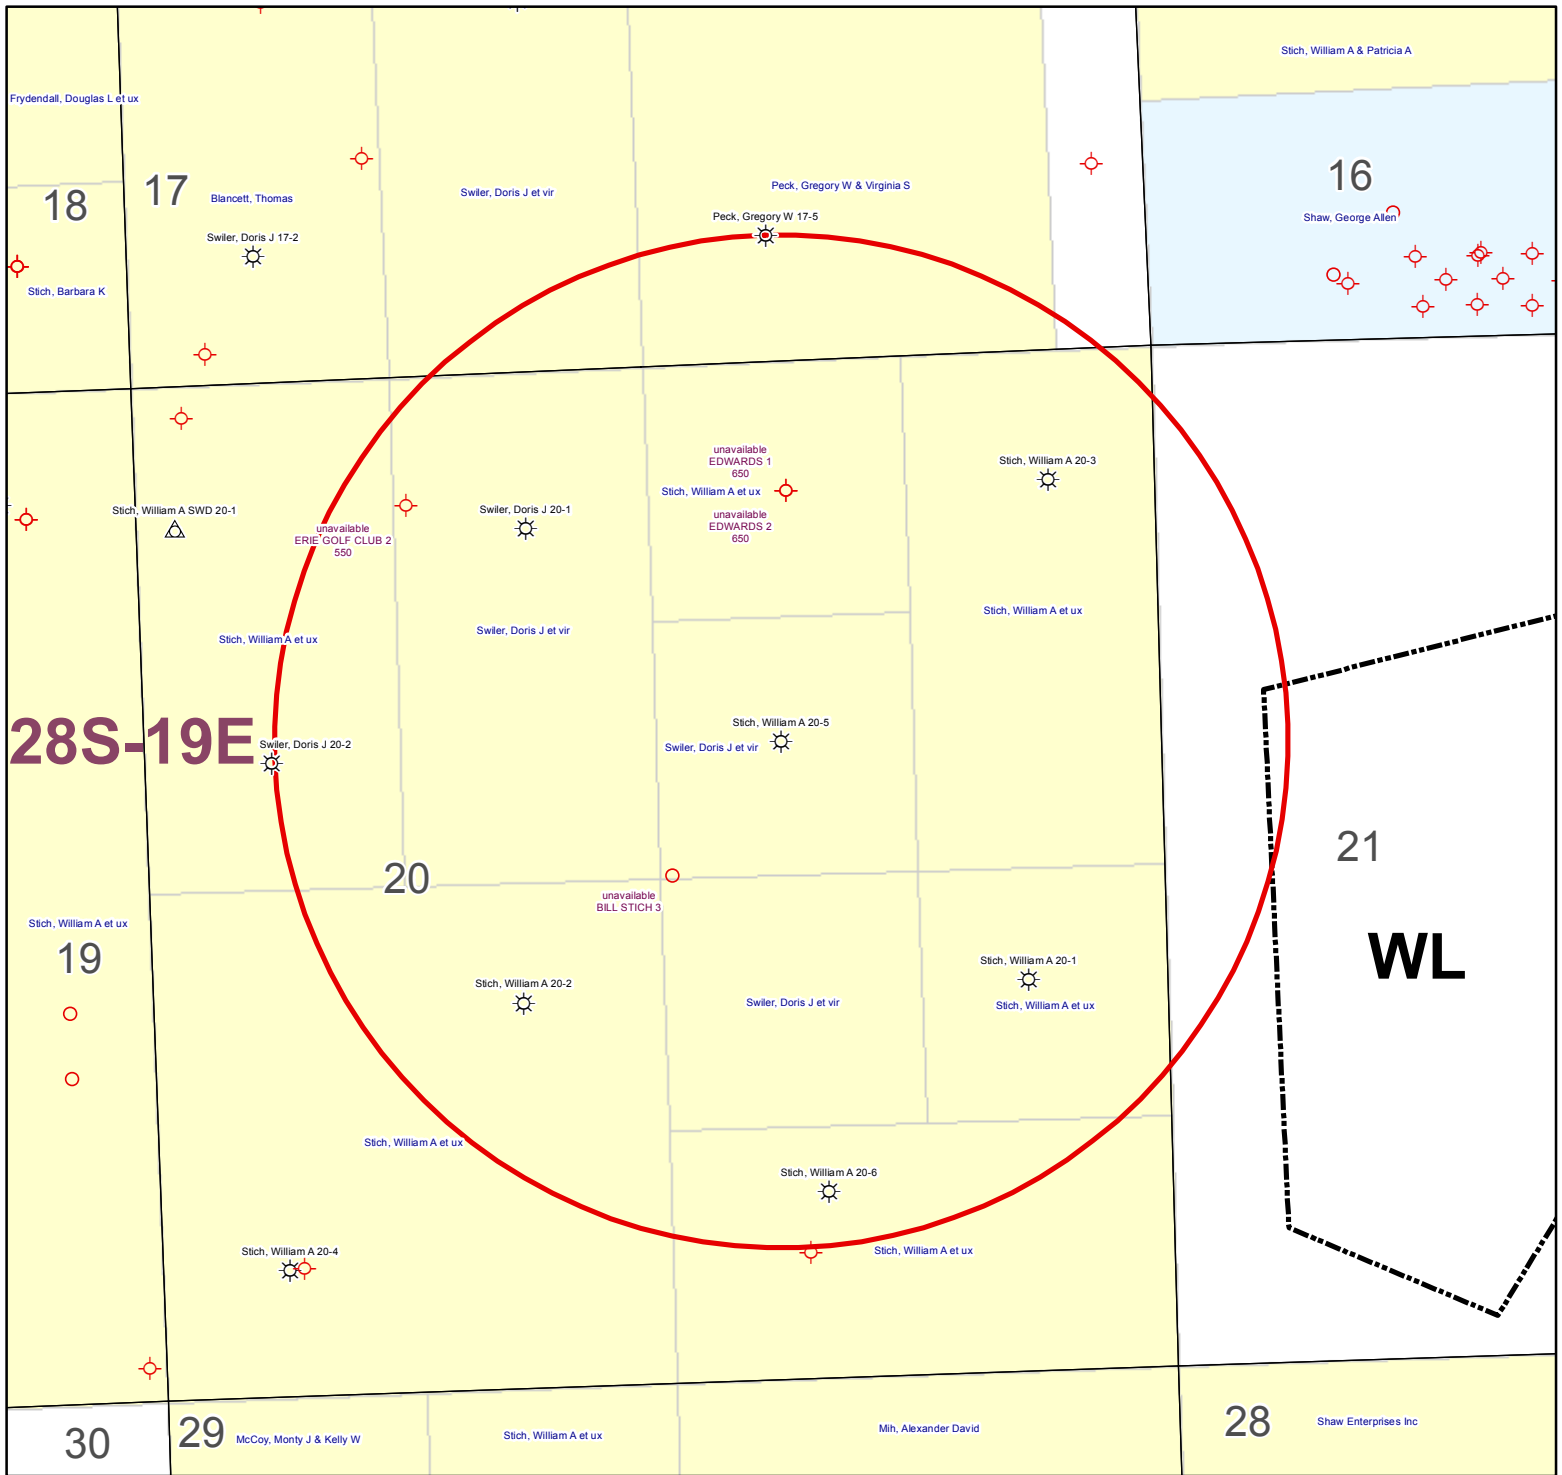 Stich, William A & Patricia A
Frydendall, Douglas L et ux
16
17
18
Peck, Gregory W & Virginia S
Swiler, Doris J et vir
Blancett, Thomas
Peck, Gregory W 17-5
Shaw, George Allen
Swiler, Doris J 17-2
Stich, Barbara K
unavailable
EDWARDS 1
650
Stich, William A 20-3
Stich, William A et ux
Stich, William A SWD 20-1
Swiler, Doris J 20-1
unavailable
EDWARDS 2
650
unavailable
ERIE GOLF CLUB 2
550
Stich, William A et ux
Swiler, Doris J et vir
Stich, William A et ux
28S-19E
Stich, William A 20-5
Swiler, Doris J 20-2
Swiler, Doris J et vir
21
20
unavailable
BILL STICH 3
Stich, William A et ux
19
WL
Stich, William A 20-1
Stich, William A 20-2
Swiler, Doris J et vir
Stich, William A et ux
Stich, William A et ux
Stich, William A 20-6
Stich, William A 20-4
Stich, William A et ux
30
29
McCoy, Monty J & Kelly W
Stich, William A et ux
Mih, Alexander David
28
Shaw Enterprises Inc